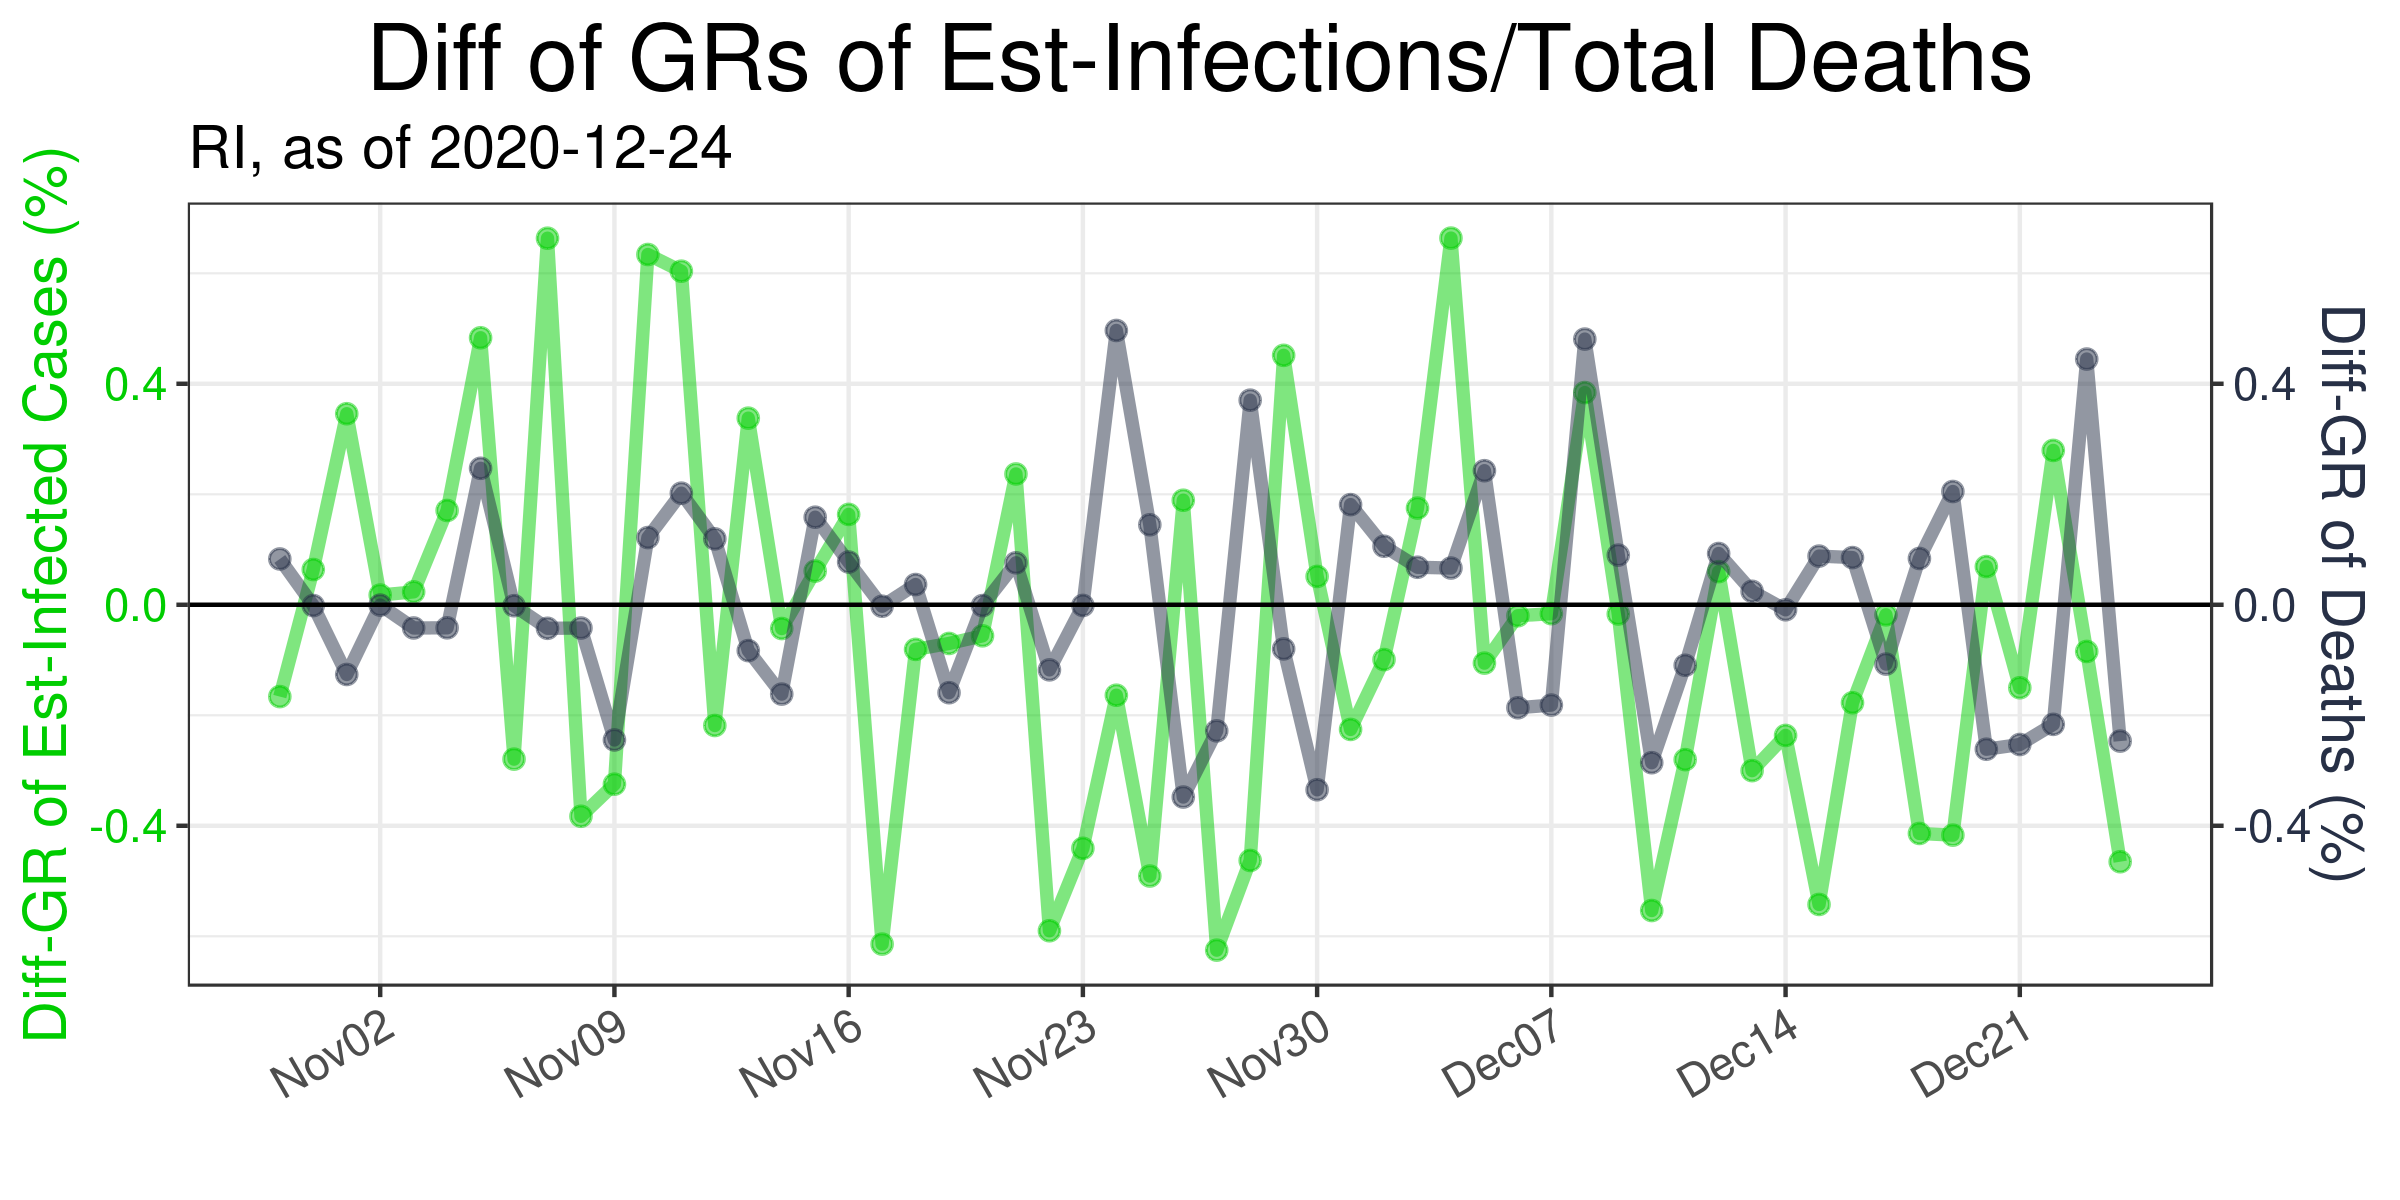 Diff of GRs of Est-Infections/Total Deaths
RI, as of 2020-12-24
Diff-GR of Est-Infected Cases (%)
0.4
0.0
-0.4
0.4
0.0
-0.4
Diff-GR of Deaths (%)
Nov02
Nov09
Nov16
Nov23
Nov30
Dec07
Dec14
Dec21